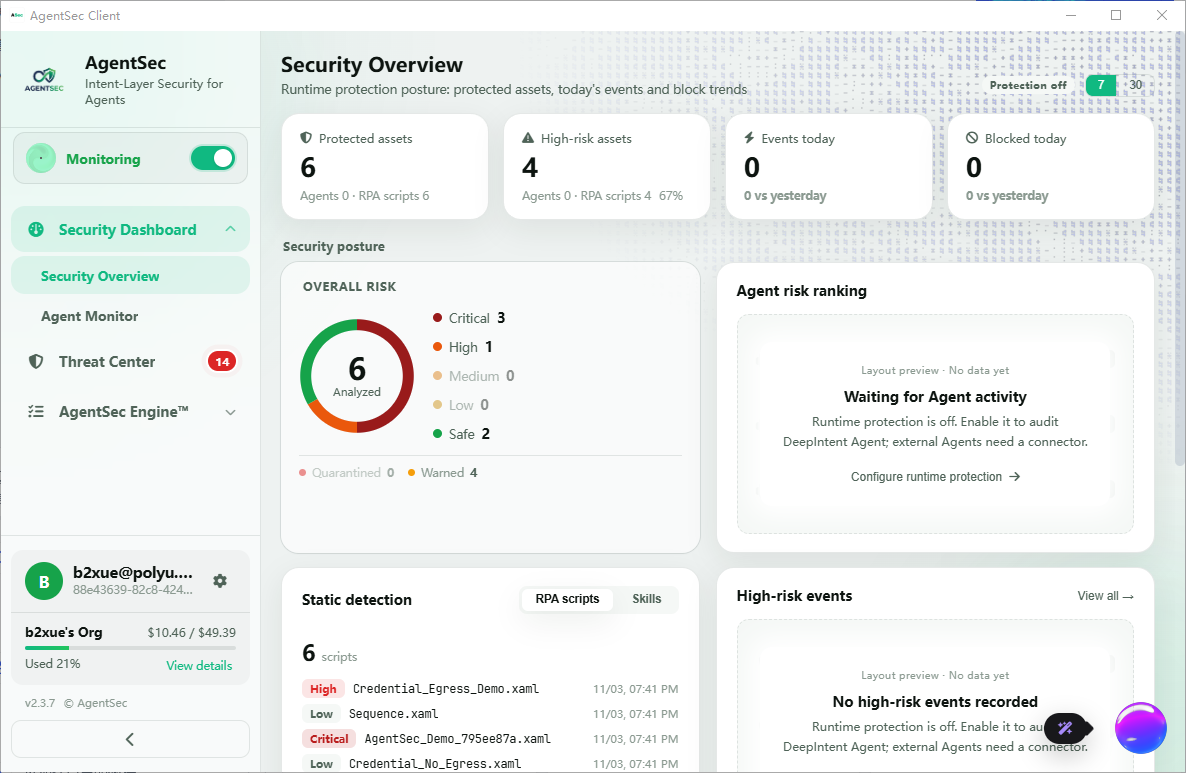 ASec AgentSec Client
AGENTSEC
AgentSec
Intent-Layer Security for
Agents
Monitoring
Security Dashboard
Security Overview
Agent Monitor
Threat Center 14
AgentSec Engine™
B
b2xue@polyu....
88e43639-82c8-424...
b2xue's Org $10.46 / $49.39
Used 21% View details
v2.3.7 © AgentSec
Security Overview
Runtime protection posture: protected assets, today's events and block trends
Protection off 7 30
Protected assets
6
Agents 0 · RPA scripts 6
High-risk assets
4
Agents 0 · RPA scripts 4 67%
Events today
0
0 vs yesterday
Blocked today
0
0 vs yesterday
Security posture
OVERALL RISK
6
Analyzed
Critical 3
High 1
Medium 0
Low 0
Safe 2
Quarantined 0 Warned 4
Agent risk ranking
Layout preview · No data yet
Waiting for Agent activity
Runtime protection is off. Enable it to audit
DeepIntent Agent; external Agents need a connector.
Configure runtime protection →
Static detection RPA scripts Skills
6 scripts
High Credential_Egress_Demo.xaml 11/03, 07:41 PM
Low Sequence.xaml 11/03, 07:41 PM
Critical AgentSec_Demo_795ee87a.xaml 11/03, 07:41 PM
Low Credential_No_Egress.xaml 11/03, 07:41 PM
High-risk events View all →
Layout preview · No data yet
No high-risk events recorded
Runtime protection is off. Enable it to au
DeepIntent Agent; external Agents need a connector.